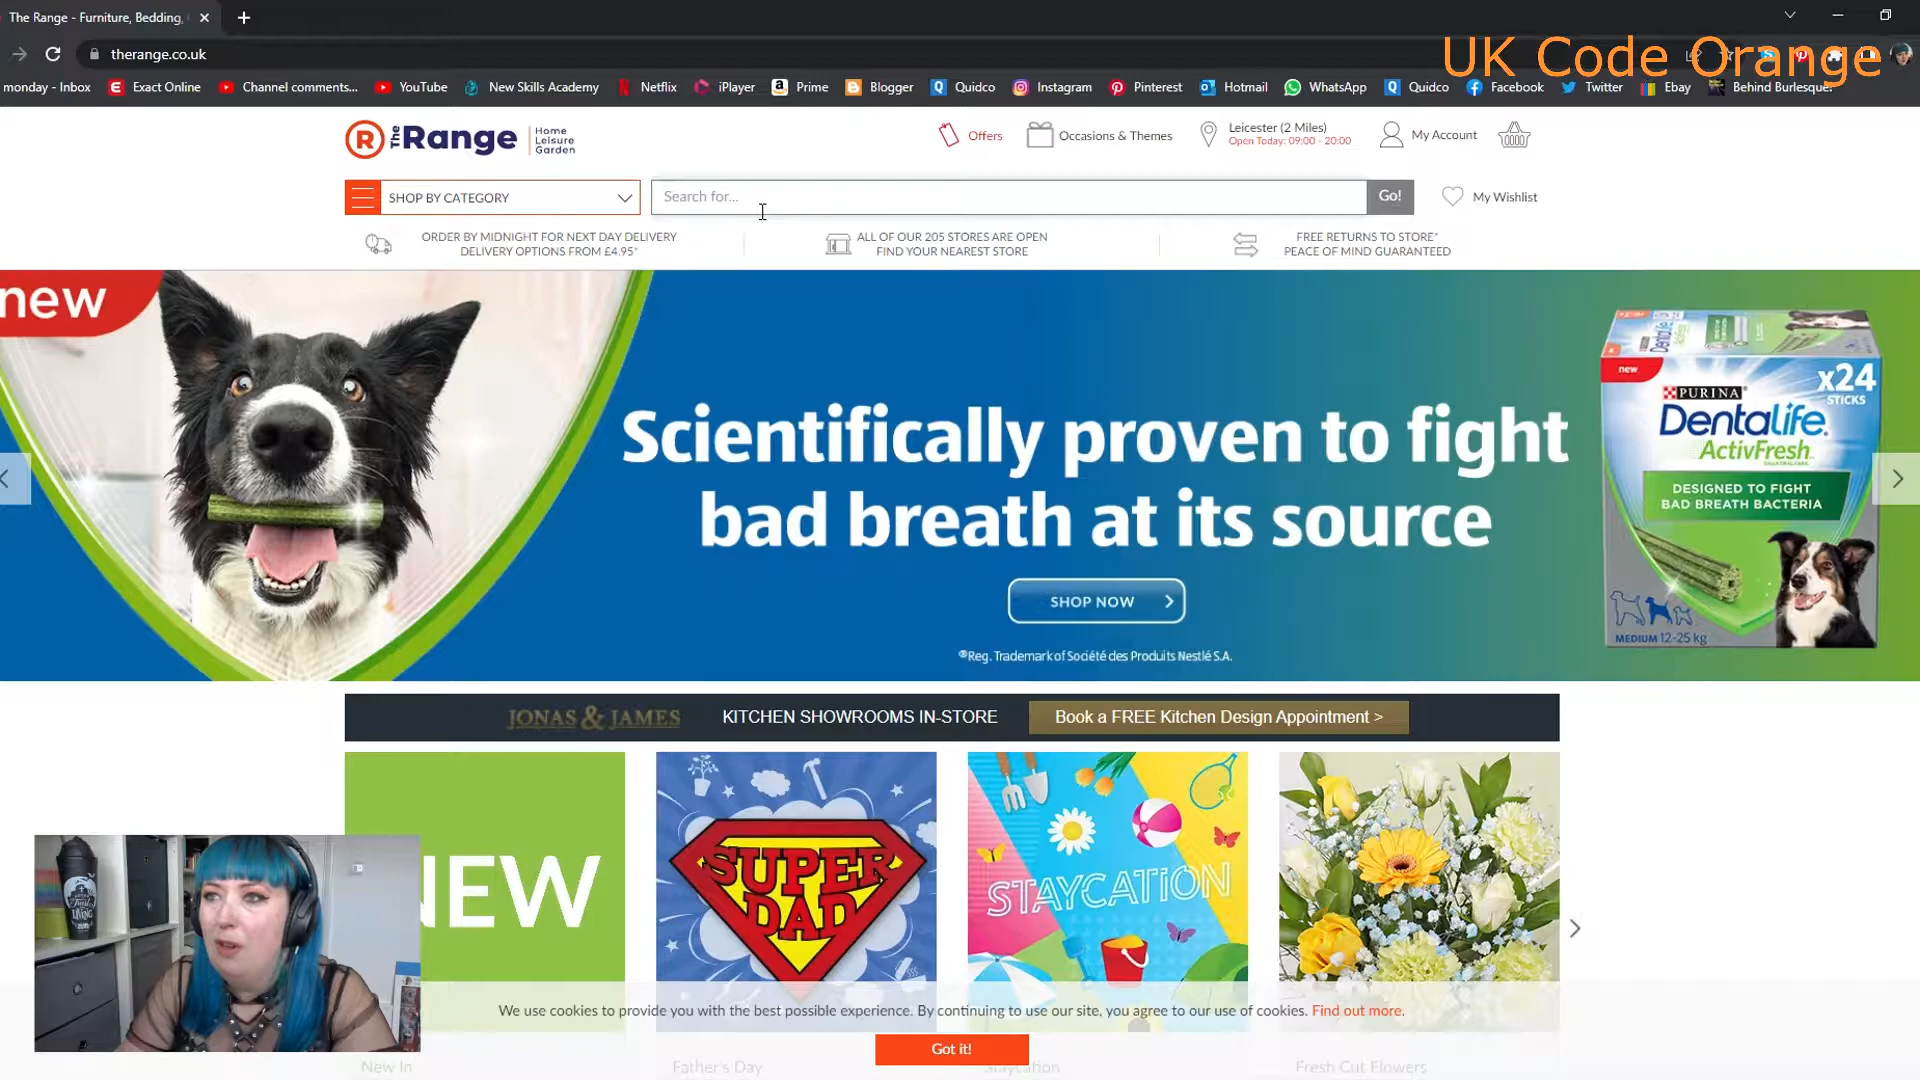 The Range - Furniture, Bedding,
therange.co.uk
UK Code Orange
monday - Inbox
Exact Online
Channel comments...
YouTube
New Skills Academy
Netflix
iPlayer
Prime
Blogger
Quidco
Instagram
Pinterest
Hotmail
WhatsApp
Quidco
Facebook
Twitter
Ebay
Behind Burlesque:
R The Range
Home
Leisure
Garden
Offers
Occasions & Themes
Leicester (2 Miles)
Open Today: 09:00 - 20:00
My Account
SHOP BY CATEGORY
Search for...
Go!
My Wishlist
ORDER BY MIDNIGHT FOR NEXT DAY DELIVERY
DELIVERY OPTIONS FROM £4.95*
ALL OF OUR 205 STORES ARE OPEN
FIND YOUR NEAREST STORE
FREE RETURNS TO STORE*
PEACE OF MIND GUARANTEED
new
Scientifically proven to fight
bad breath at its source
SHOP NOW
®Reg. Trademark of Société des Produits Nestlé S.A.
new
PURINA
x24
STICKS
DentaLife
ActivFresh
DESIGNED TO FIGHT
BAD BREATH BACTERIA
MEDIUM 12-25 kg
JONAS & JAMES
KITCHEN SHOWROOMS IN-STORE
Book a FREE Kitchen Design Appointment >
NEW
SUPER
DAD
STAYCATION
LIVING
We use cookies to provide you with the best possible experience. By continuing to use our site, you agree to our use of cookies. Find out more.
Got it!
New In
Father's Day
Staycation
Fresh Cut Flowers